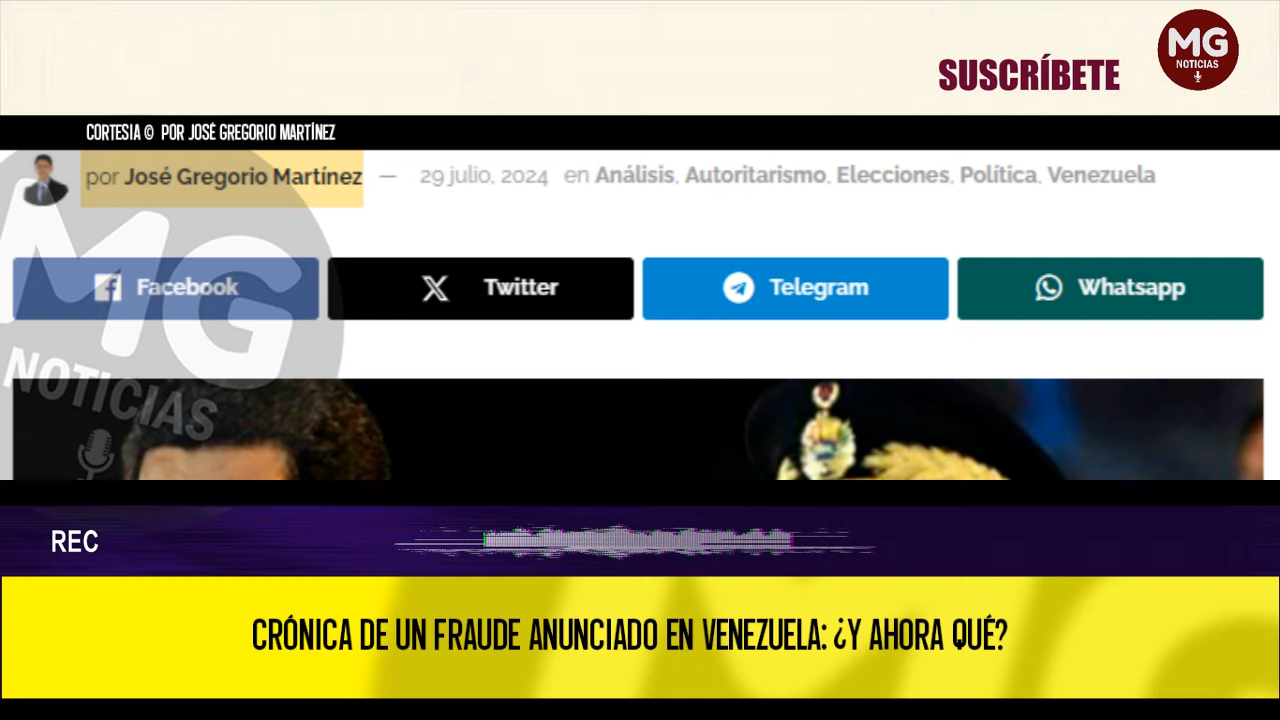 MG
NOTICIAS
SUSCRÍBETE
CORTESIA © POR JOSÉ GREGORIO MARTÍNEZ
por José Gregorio Martínez — 29 julio, 2024 en Análisis, Autoritarismo, Elecciones, Política, Venezuela
Facebook Twitter Telegram Whatsapp
MG
NOTICIAS
REC
CRÓNICA DE UN FRAUDE ANUNCIADO EN VENEZUELA: ¿Y AHORA QUÉ?